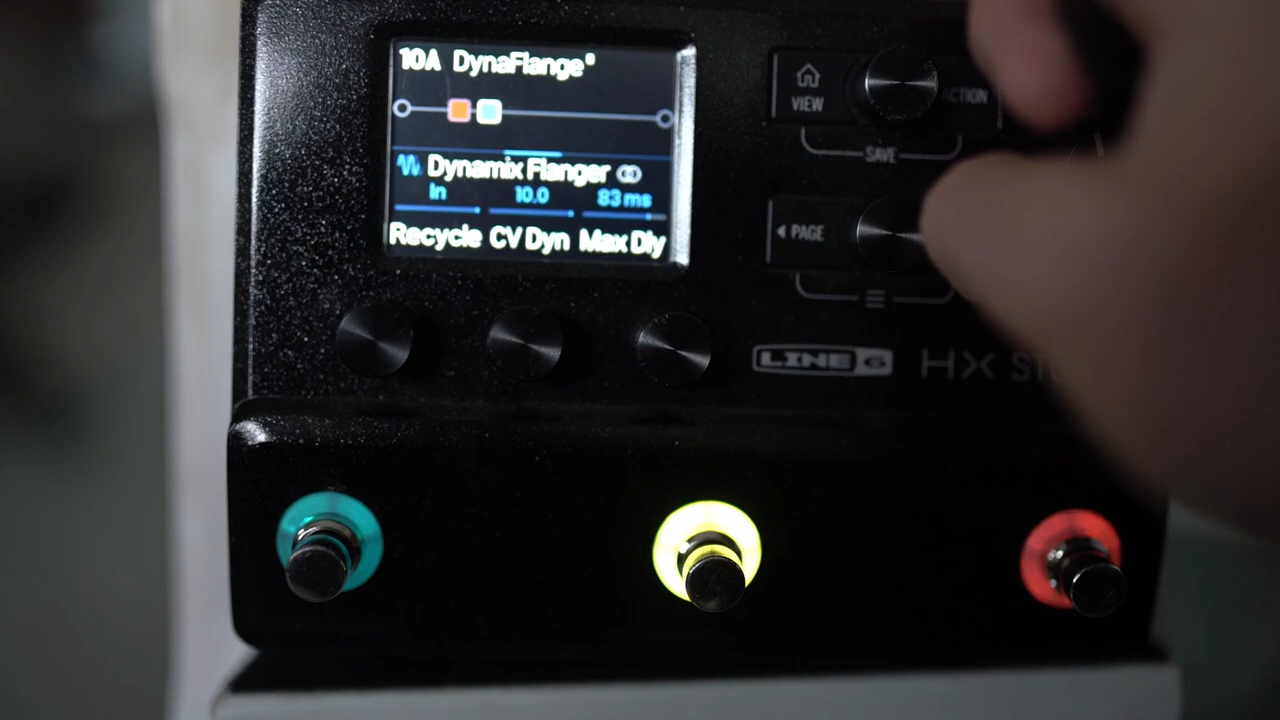 10A DynaFlange
Dynamix Flanger
In 10.0 83 ms
Recycle CV Dyn Max Dly
VIEW
ACTION
SAVE
PAGE
LINE 6 HX